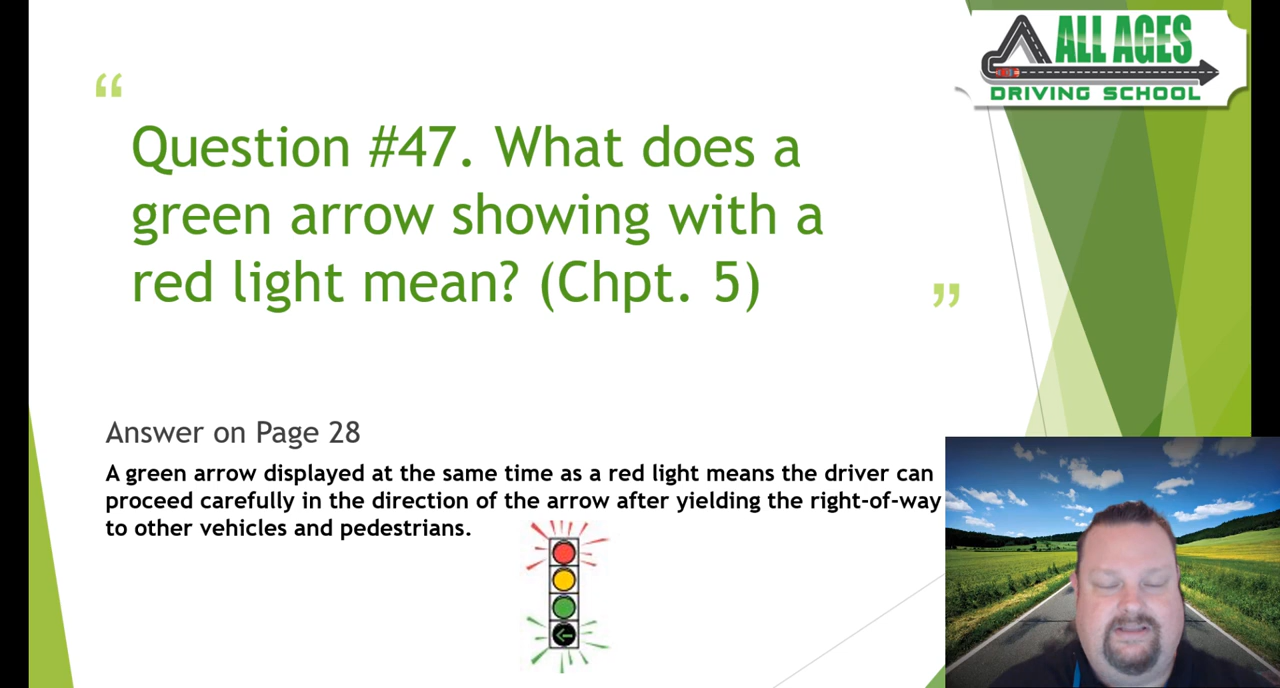 ALL AGES
DRIVING SCHOOL
“
Question #47. What does a
green arrow showing with a
red light mean? (Chpt. 5)
”
Answer on Page 28
A green arrow displayed at the same time as a red light means the driver can
proceed carefully in the direction of the arrow after yielding the right-of-way
to other vehicles and pedestrians.